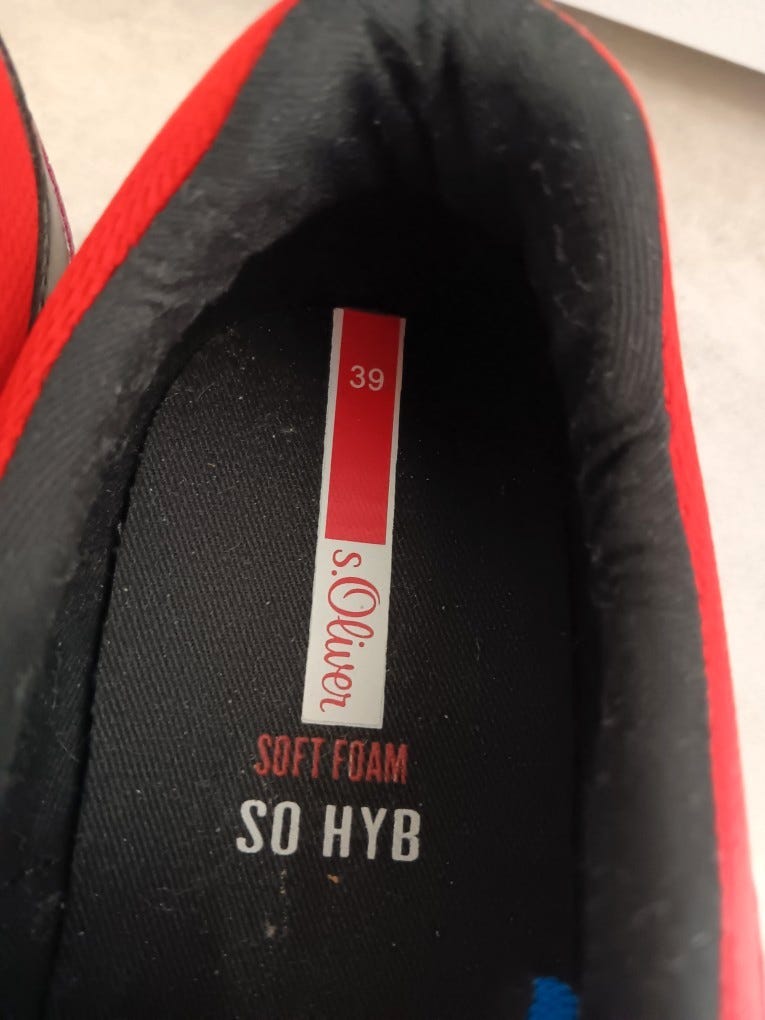 39
s.Oliver
SOFT FOAM
SO HYB